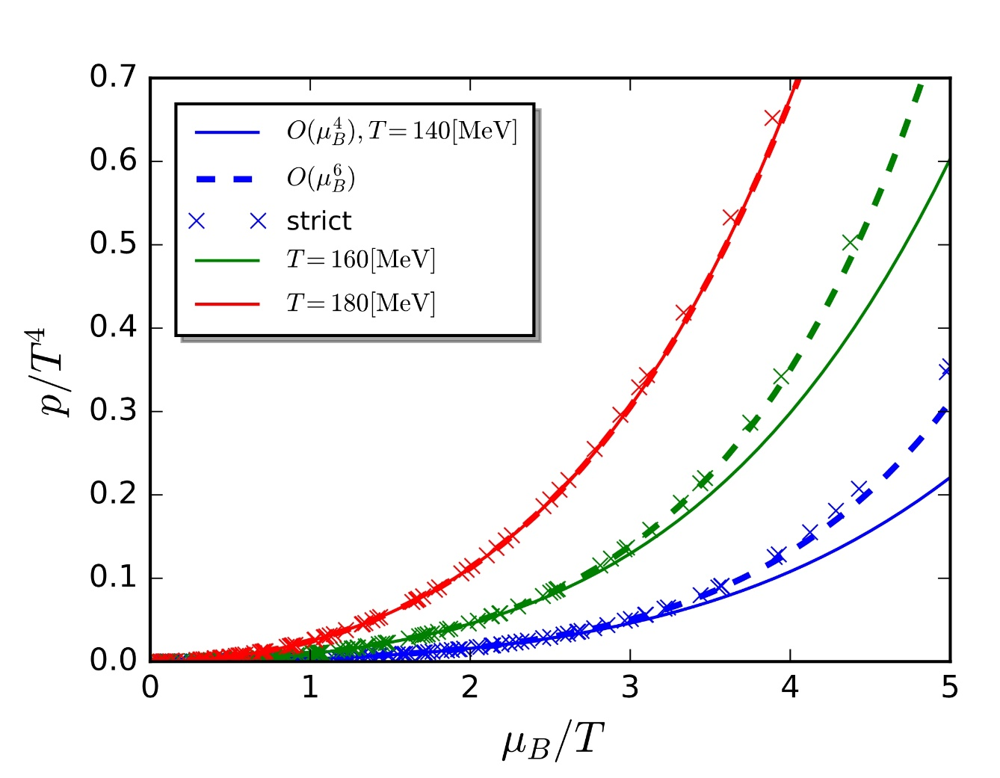 0.7
0.6
0.5
0.4
0.3
0.2
0.1
0.0
p/T⁴
O(μ_B^4), T = 140[MeV]
O(μ_B^6)
strict
T = 160[MeV]
T = 180[MeV]
0 1 2 3 4 5
μ_B/T